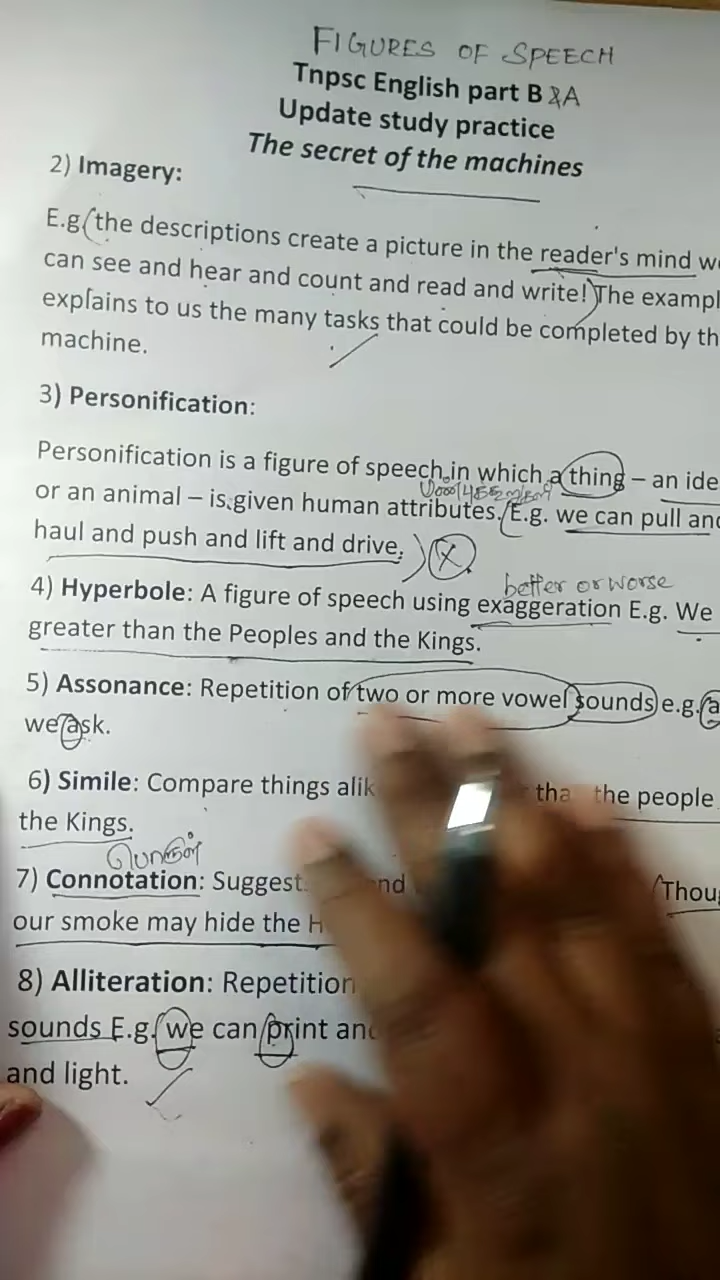 FIGURES OF SPEECH
Tnpsc English part B & A
Update study practice
The secret of the machines
2) Imagery:
E.g. the descriptions create a picture in the reader's mind w
can see and hear and count and read and write! The exampl
explains to us the many tasks that could be completed by th
machine.
3) Personification:
Personification is a figure of speech in which a thing – an ide
or an animal – is given human attributes. E.g. we can pull and
haul and push and lift and drive.
better or worse
4) Hyperbole: A figure of speech using exaggeration E.g. We
greater than the Peoples and the Kings.
5) Assonance: Repetition of two or more vowel sounds e.g. a
we ask.
6) Simile: Compare things alik the people
the Kings.
பொருள்
7) Connotation: Suggest nd Thou
our smoke may hide the H
8) Alliteration: Repetition
sounds E.g. we can print an
and light.